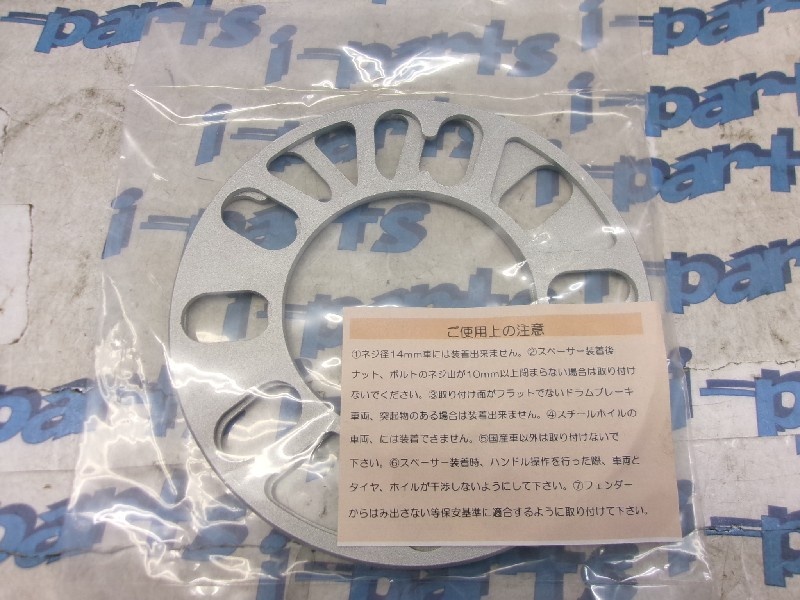 i-parts
i-parts
i-parts
i-parts
i-parts
i-parts
i-parts
i-parts
ご使用上の注意
①ネジ径14mm車には装着出来ません。②スペーサー装着後
ナット、ボルトのネジ山が10mm以上閉まらない場合は取り付け
ないでください。③取り付け面がフラットでないドラムブレーキ
車両、突起物のある場合は装着出来ません。④スチールホイルの
車両、には装着できません。⑤国産車以外は取り付けないで
下さい。⑥スペーサー装着時、ハンドル操作を行った際、車両と
タイヤ、ホイルが干渉しないようにして下さい。⑦フェンダー
からはみ出さない等保安基準に適合するように取り付けて下さい。